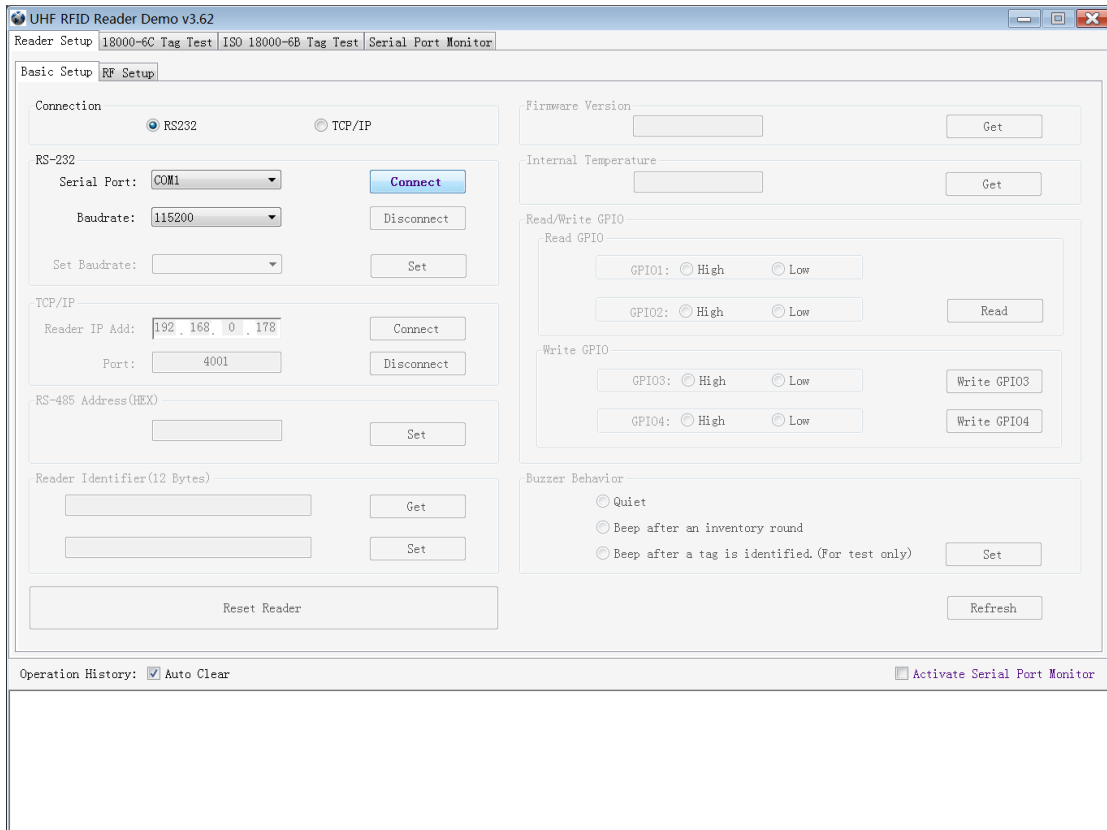 UHF RFID Reader Demo v3.62
Reader Setup 18000-6C Tag Test ISO 18000-6B Tag Test Serial Port Monitor
Basic Setup RF Setup
Connection
RS232 TCP/IP
RS-232
Serial Port: COM1 Connect
Baudrate: 115200 Disconnect
Set Baudrate: Set
TCP/IP
Reader IP Add: 192 . 168 . 0 . 178 Connect
Port: 4001 Disconnect
RS-485 Address(HEX)
Set
Reader Identifier(12 Bytes)
Get
Set
Reset Reader
Firmware Version
Get
Internal Temperature
Get
Read/Write GPIO
Read GPIO
GPIO1: High Low
GPIO2: High Low Read
Write GPIO
GPIO3: High Low Write GPIO3
GPIO4: High Low Write GPIO4
Buzzer Behavior
Quiet
Beep after an inventory round
Beep after a tag is identified.(For test only) Set
Refresh
Operation History: Auto Clear Activate Serial Port Monitor